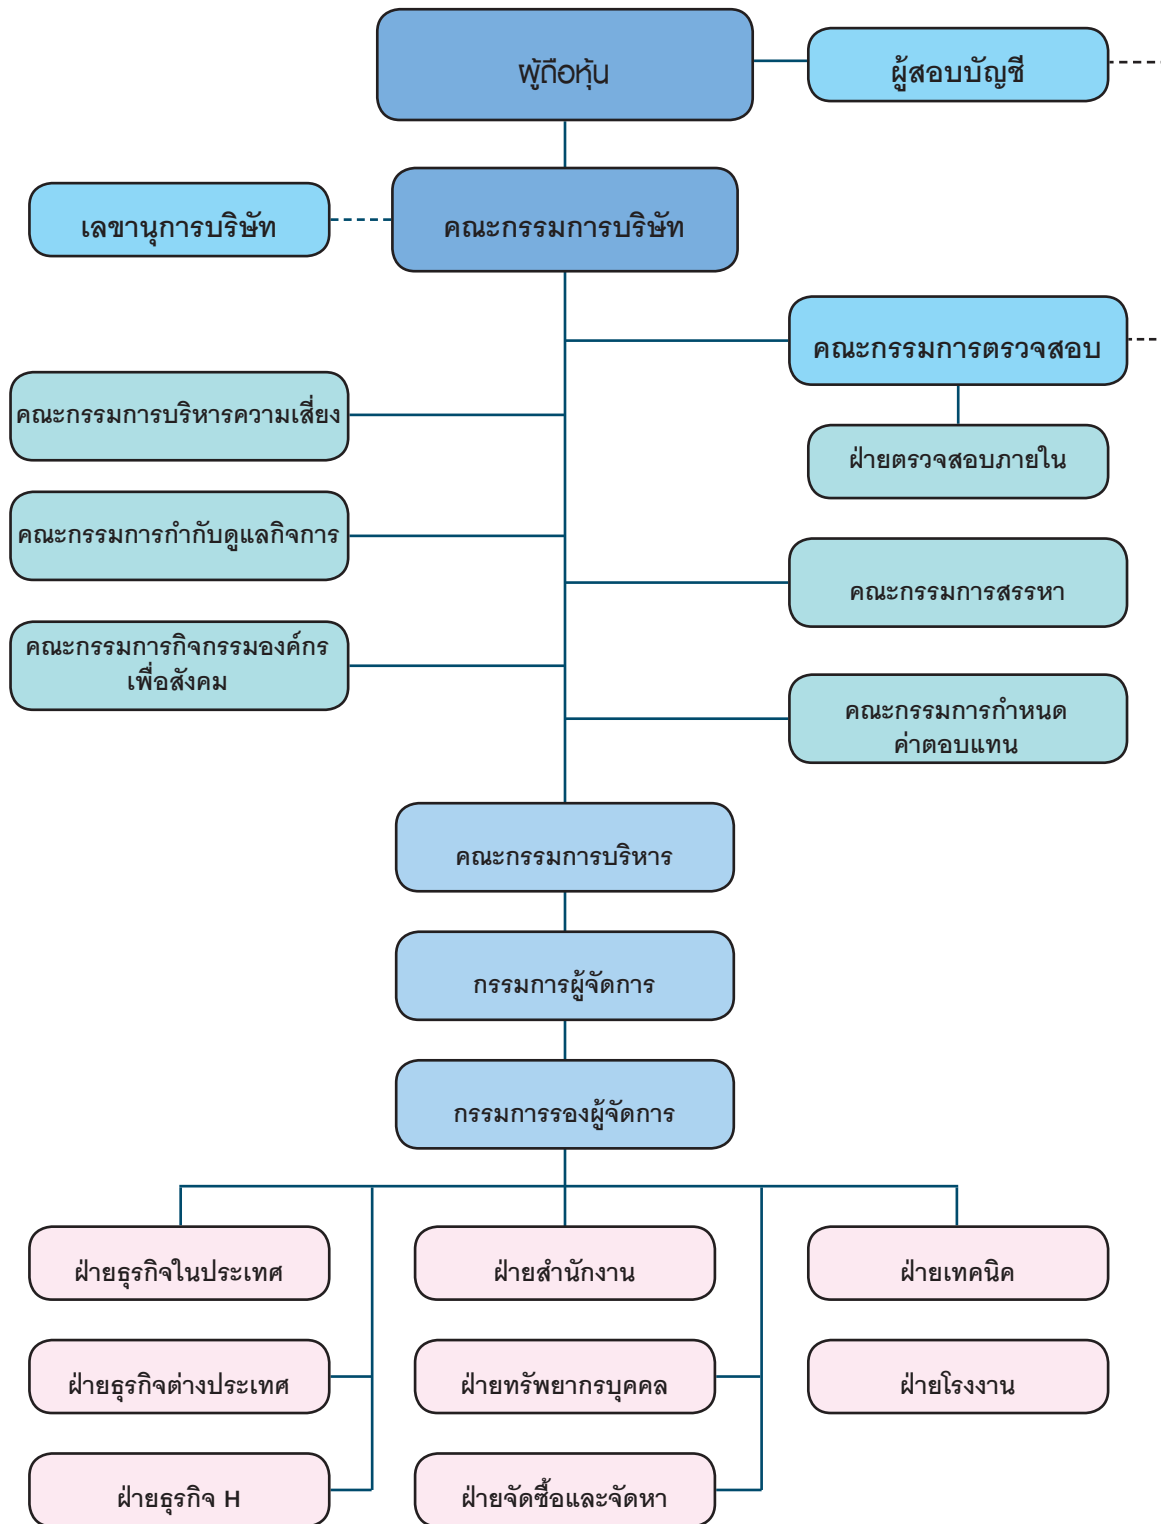 ผู้ถือหุ้น
ผู้สอบบัญชี
เลขานุการบริษัท
คณะกรรมการบริษัท
คณะกรรมการตรวจสอบ
คณะกรรมการบริหารความเสี่ยง
ฝ่ายตรวจสอบภายใน
คณะกรรมการกำกับดูแลกิจการ
คณะกรรมการสรรหา
คณะกรรมการกิจกรรมองค์กร
เพื่อสังคม
คณะกรรมการกำหนด
ค่าตอบแทน
คณะกรรมการบริหาร
กรรมการผู้จัดการ
กรรมการรองผู้จัดการ
ฝ่ายธุรกิจในประเทศ
ฝ่ายสำนักงาน
ฝ่ายเทคนิค
ฝ่ายธุรกิจต่างประเทศ
ฝ่ายทรัพยากรบุคคล
ฝ่ายโรงงาน
ฝ่ายธุรกิจ H
ฝ่ายจัดซื้อและจัดหา